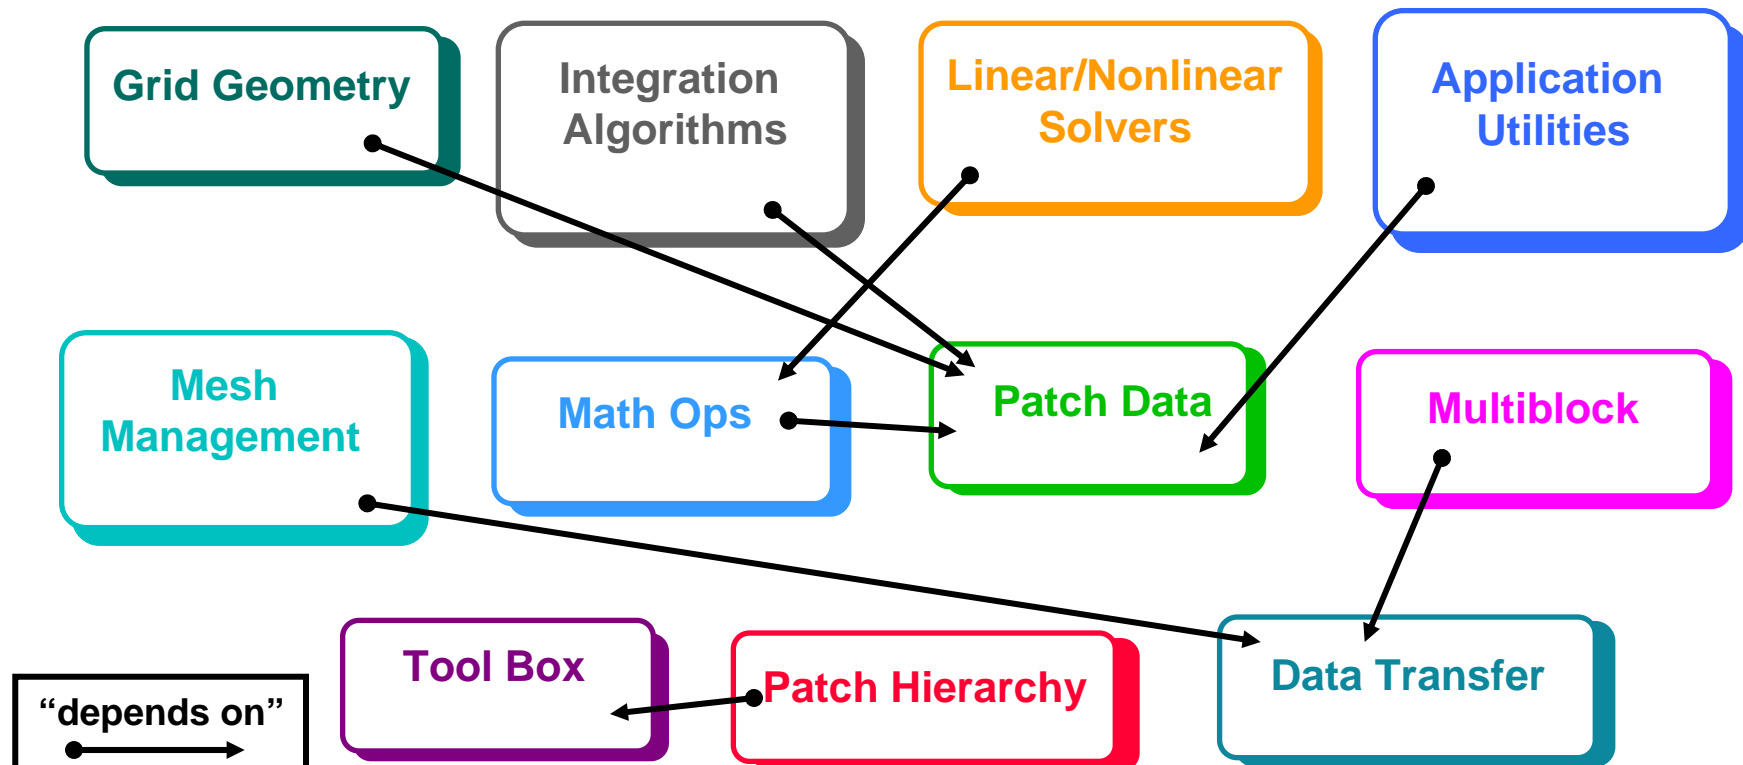 Grid Geometry
Integration
Algorithms
Linear/Nonlinear
Solvers
Application
Utilities
Mesh
Management
Math Ops
Patch Data
Multiblock
Tool Box
Patch Hierarchy
Data Transfer
“depends on”